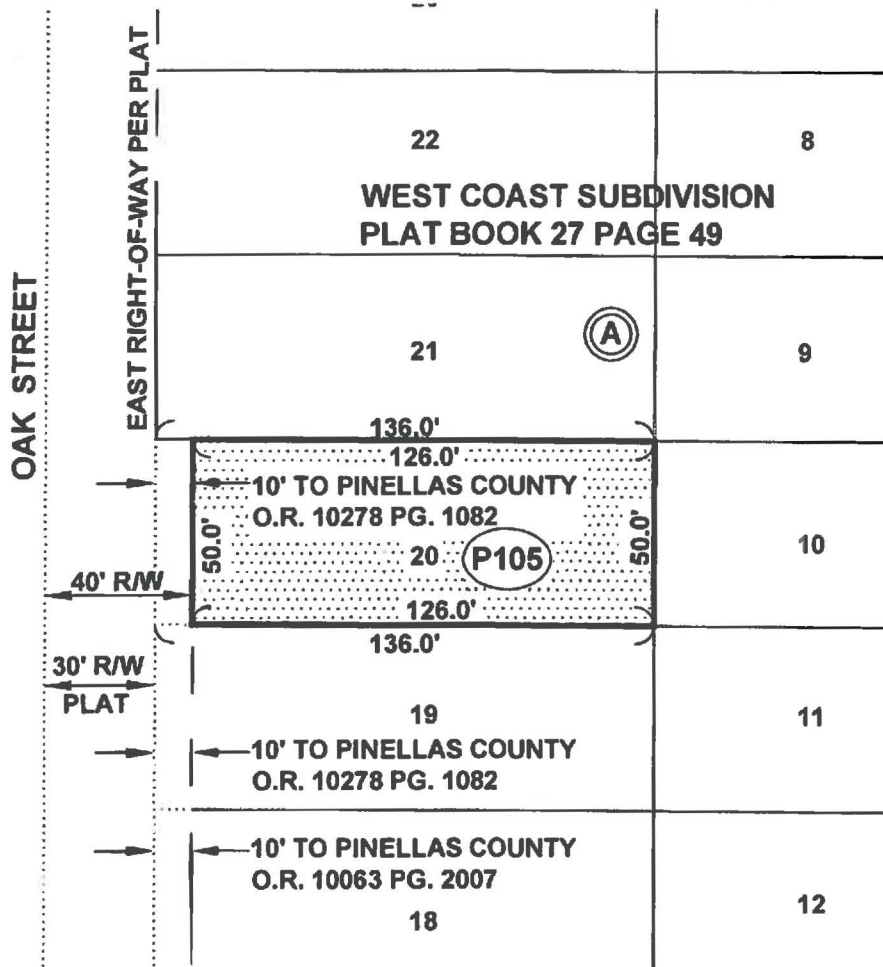 EAST RIGHT-OF-WAY PER PLAT
OAK STREET
22
8
WEST COAST SUBDIVISION
PLAT BOOK 27 PAGE 49
A
21
9
136.0'
126.0'
10' TO PINELLAS COUNTY
O.R. 10278 PG. 1082
50.0'
20
P105
50.0'
10
40' R/W
126.0'
136.0'
30' R/W
PLAT
19
11
10' TO PINELLAS COUNTY
O.R. 10278 PG. 1082
10' TO PINELLAS COUNTY
O.R. 10063 PG. 2007
18
12